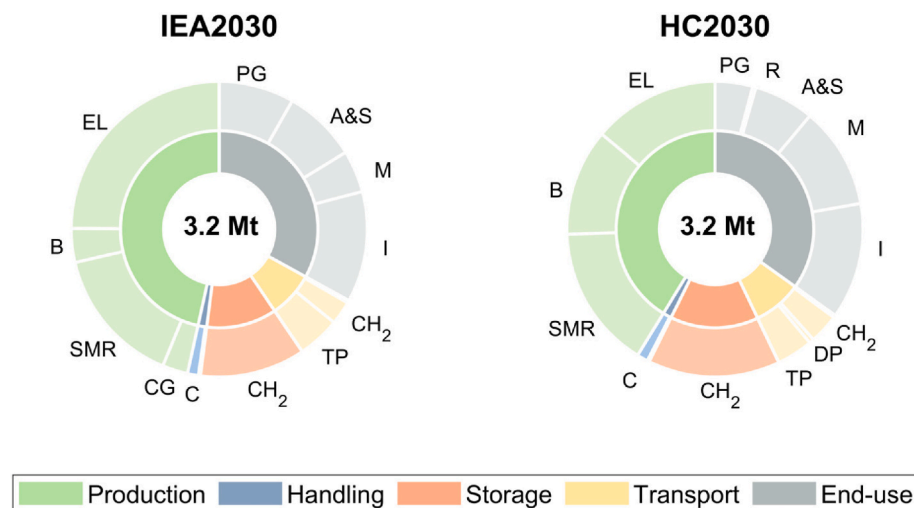 IEA2030
HC2030
PG
A&S
M
I
CH₂
TP
CH₂
C
CG
SMR
B
EL
3.2 Mt
PG
R
A&S
M
I
CH₂
DP
TP
CH₂
C
SMR
B
EL
3.2 Mt
Production Handling Storage Transport End-use